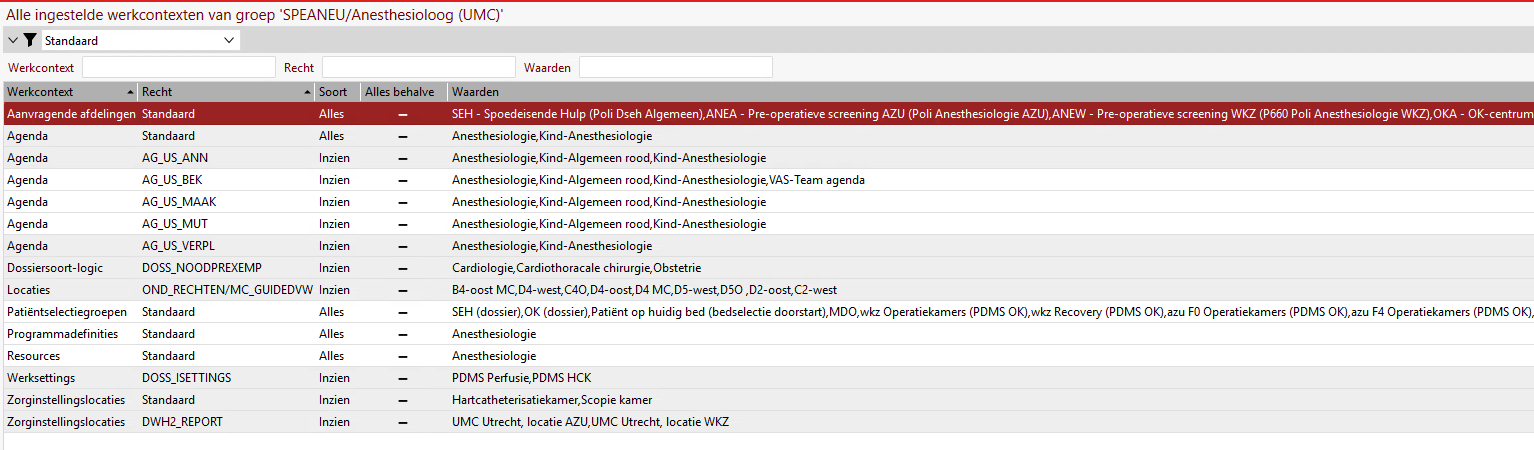 Alle ingestelde werkcontexten van groep 'SPEANEU/Anesthesioloog (UMC)'
Standaard
Werkcontext Recht Waarden
Werkcontext Recht Soort Alles behalve Waarden
Aanvragende afdelingen Standaard Alles – SEH - Spoedeisende Hulp (Poli Dseh Algemeen),ANEA - Pre-operatieve screening AZU (Poli Anesthesiologie AZU),ANEW - Pre-operatieve screening WKZ (P660 Poli Anesthesiologie WKZ),OKA - OK-centrum
Agenda Standaard Alles – Anesthesiologie,Kind-Anesthesiologie
Agenda AG_US_ANN Inzien – Anesthesiologie,Kind-Algemeen rood,Kind-Anesthesiologie
Agenda AG_US_BEK Inzien – Anesthesiologie,Kind-Algemeen rood,Kind-Anesthesiologie,VAS-Team agenda
Agenda AG_US_MAAK Inzien – Anesthesiologie,Kind-Algemeen rood,Kind-Anesthesiologie
Agenda AG_US_MUT Inzien – Anesthesiologie,Kind-Algemeen rood,Kind-Anesthesiologie
Agenda AG_US_VERPL Inzien – Anesthesiologie,Kind-Anesthesiologie
Dossiersoort-logic DOSS_NOODPREXEMP Inzien – Cardiologie,Cardiothoracale chirurgie,Obstetrie
Locaties OND_RECHTEN/MC_GUIDEDVW Inzien – B4-oost MC,D4-west,C4O,D4-oost,D4 MC,D5-west,D5O ,D2-oost,C2-west
Patiëntselectiegroepen Standaard Alles – SEH (dossier),OK (dossier),Patiënt op huidig bed (bedselectie doorstart),MDO,wkz Operatiekamers (PDMS OK),wkz Recovery (PDMS OK),azu F0 Operatiekamers (PDMS OK),azu F4 Operatiekamers (PDMS OK),
Programmadefinities Standaard Alles – Anesthesiologie
Resources Standaard Alles – Anesthesiologie
Werksettings DOSS_ISETTINGS Inzien – PDMS Perfusie,PDMS HCK
Zorginstellingslocaties Standaard Inzien – Hartcatheterisatiekamer,Scopie kamer
Zorginstellingslocaties DWH2_REPORT Inzien – UMC Utrecht, locatie AZU,UMC Utrecht, locatie WKZ